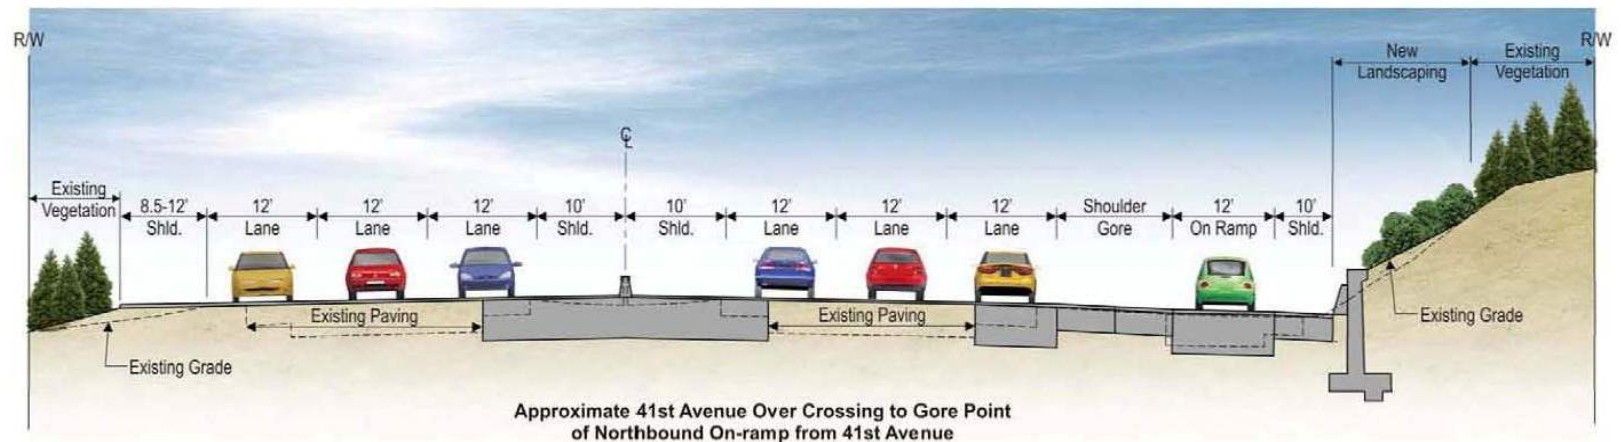 R/W
R/W
New
Landscaping
Existing
Vegetation
℄
Existing
Vegetation
8.5-12'
Shld.
12'
Lane
12'
Lane
12'
Lane
10'
Shld.
10'
Shld.
12'
Lane
12'
Lane
12'
Lane
Shoulder
Gore
12'
On Ramp
10'
Shld.
Existing Paving
Existing Paving
Existing Grade
Existing Grade
Approximate 41st Avenue Over Crossing to Gore Point
of Northbound On-ramp from 41st Avenue